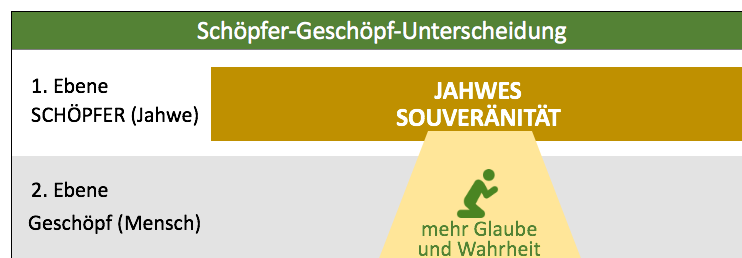 Schöpfer-Geschöpf-Unterscheidung
1. Ebene
SCHÖPFER (Jahwe)
JAHWES
SOUVERÄNITÄT
2. Ebene
Geschöpf (Mensch)
mehr Glaube
und Wahrheit